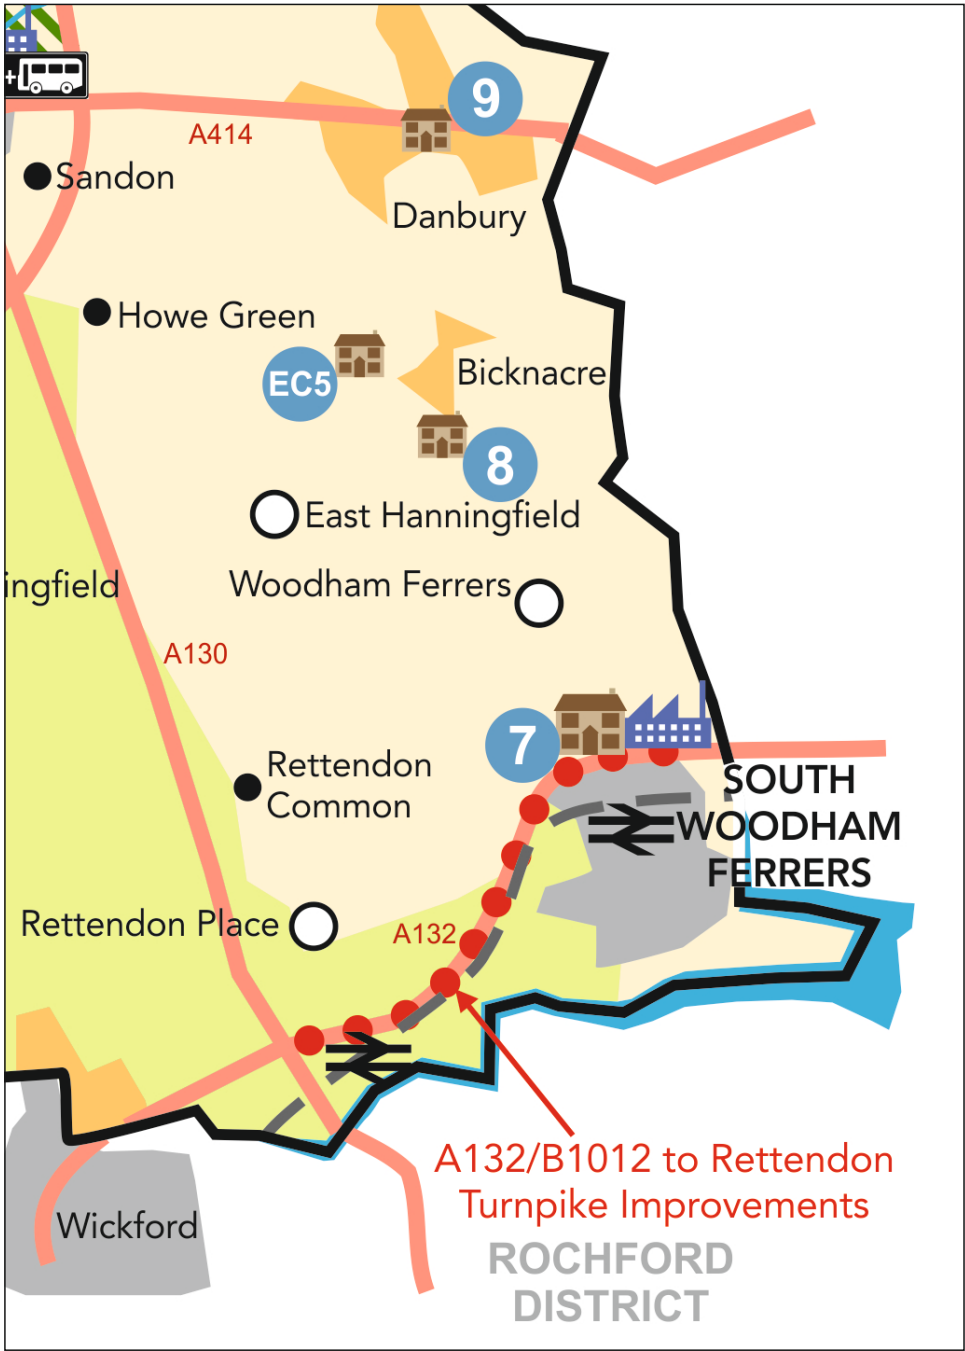 +
9
A414
Sandon
Danbury
Howe Green
EC5
Bicknacre
8
East Hanningfield
ingfield
Woodham Ferrers
A130
7
Rettendon
Common
SOUTH
WOODHAM
FERRERS
Rettendon Place
A132
A132/B1012 to Rettendon
Turnpike Improvements
Wickford
ROCHFORD
DISTRICT